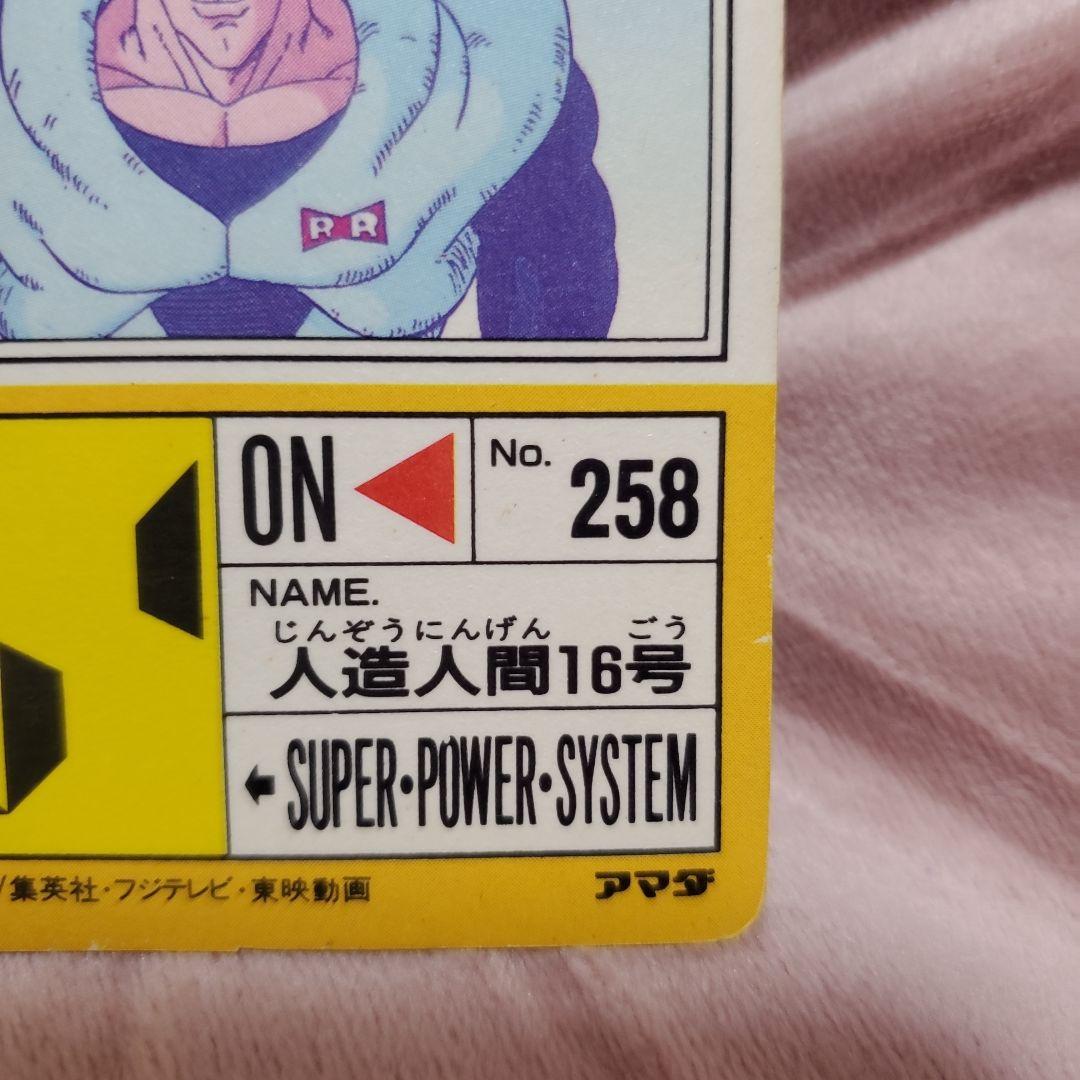 RR
ON
No. 258
NAME.
じんぞうにんげん ごう
人造人間16号
SUPER・POWER・SYSTEM
/集英社・フジテレビ・東映動画
アマダ